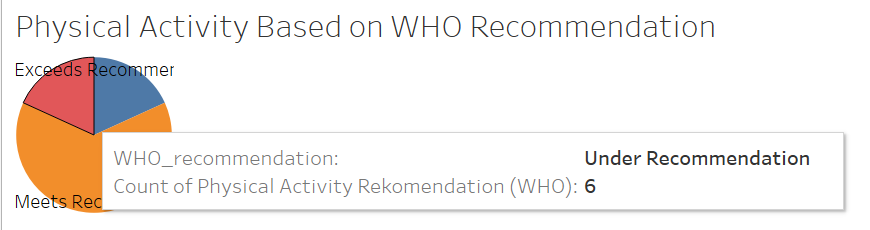 Physical Activity Based on WHO Recommendation
Exceeds Recommer
WHO_recommendation: Under Recommendation
Count of Physical Activity Rekomendation (WHO): 6
Meets Rec